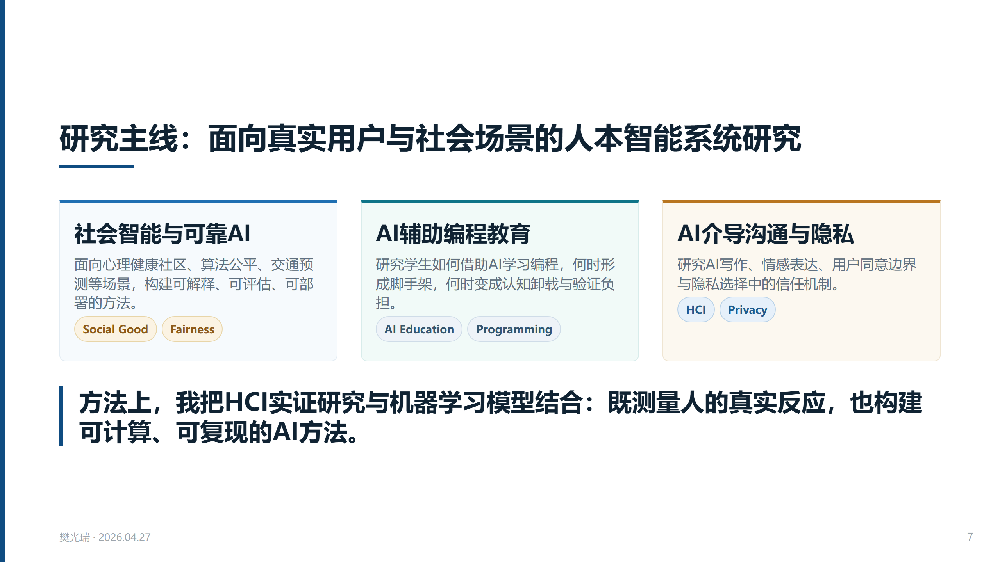 研究主线：面向真实用户与社会场景的人本智能系统研究
社会智能与可靠AI
面向心理健康社区、算法公平、交通预
测等场景，构建可解释、可评估、可部
署的方法。
Social Good
Fairness
AI辅助编程教育
研究学生如何借助AI学习编程，何时形
成脚手架，何时变成认知卸载与验证负
担。
AI Education
Programming
AI介导沟通与隐私
研究AI写作、情感表达、用户同意边界
与隐私选择中的信任机制。
HCI
Privacy
方法上，我把HCI实证研究与机器学习模型结合：既测量人的真实反应，也构建
可计算、可复现的AI方法。
樊光瑞 · 2026.04.27
7